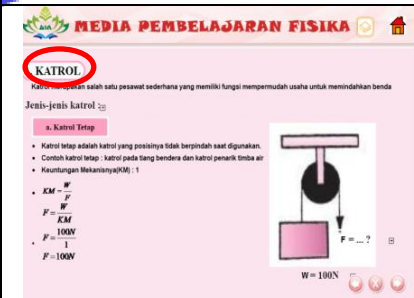 MEDIA PEMBELAJARAN FISIKA
KATROL
Katrol merupakan salah satu pesawat sederhana yang memiliki fungsi mempermudah usaha untuk memindahkan benda
Jenis-jenis katrol :
a. Katrol Tetap
• Katrol tetap adalah katrol yang posisinya tidak berpindah saat digunakan.
• Contoh katrol tetap : katrol pada tiang bendera dan katrol penarik timba air
• Keuntungan Mekanisnya(KM) : 1
• KM = W/F
F = W/KM
• F = 100N/1
F = 100N
F = ... ?
W = 100N